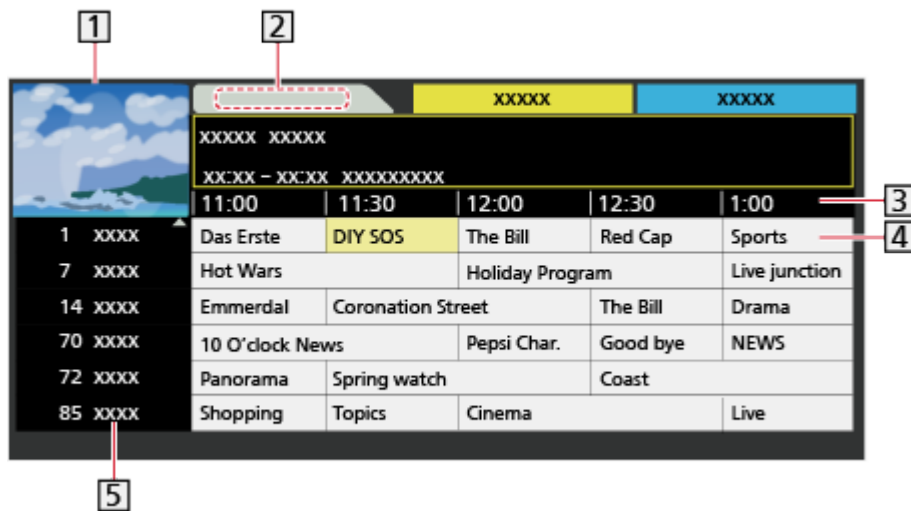 1 2
xxxxx xxxxx
xxxxx xxxxx
xx:xx – xx:xx xxxxxxxxx
11:00 11:30 12:00 12:30 1:00 3
1 xxxx Das Erste DIY SOS The Bill Red Cap Sports 4
7 xxxx Hot Wars Holiday Program Live junction
14 xxxx Emmerdal Coronation Street The Bill Drama
70 xxxx 10 O'clock News Pepsi Char. Good bye NEWS
72 xxxx Panorama Spring watch Coast
85 xxxx Shopping Topics Cinema Live
5